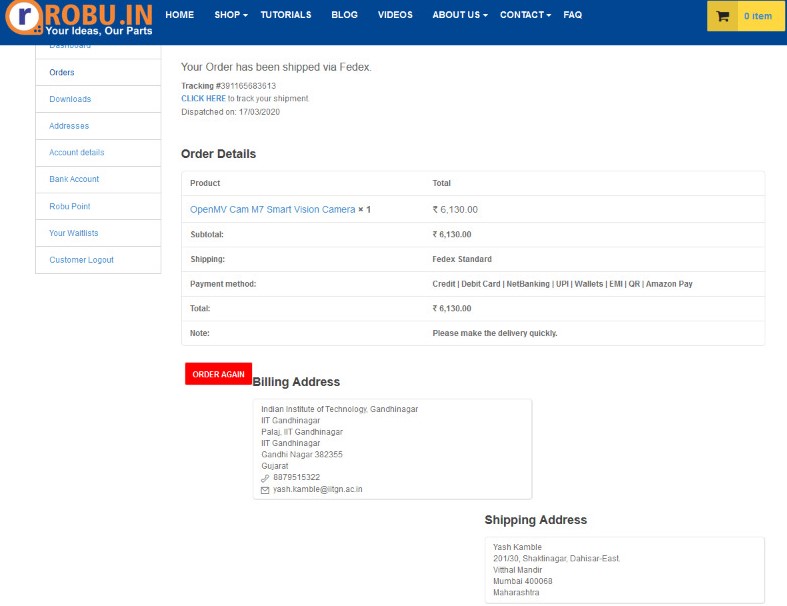 ROBU.IN
Your Ideas, Our Parts
HOME SHOP TUTORIALS BLOG VIDEOS ABOUT US CONTACT FAQ
0 item
Dashboard
Orders
Downloads
Addresses
Account details
Bank Account
Robu Point
Your Waitlists
Customer Logout
Your Order has been shipped via Fedex.
Tracking #391165683613
CLICK HERE to track your shipment.
Dispatched on: 17/03/2020
Order Details
Product Total
OpenMV Cam M7 Smart Vision Camera × 1 ₹ 6,130.00
Subtotal: ₹ 6,130.00
Shipping: Fedex Standard
Payment method: Credit | Debit Card | NetBanking | UPI | Wallets | EMI | QR | Amazon Pay
Total: ₹ 6,130.00
Note: Please make the delivery quickly.
ORDER AGAIN
Billing Address
Indian Institute of Technology, Gandhinagar
IIT Gandhinagar
Palaj, IIT Gandhinagar
IIT Gandhinagar
Gandhi Nagar 382355
Gujarat
8879515322
yash.kamble@iitgn.ac.in
Shipping Address
Yash Kamble
201/30, Shaktinagar, Dahisar-East.
Vitthal Mandir
Mumbai 400068
Maharashtra